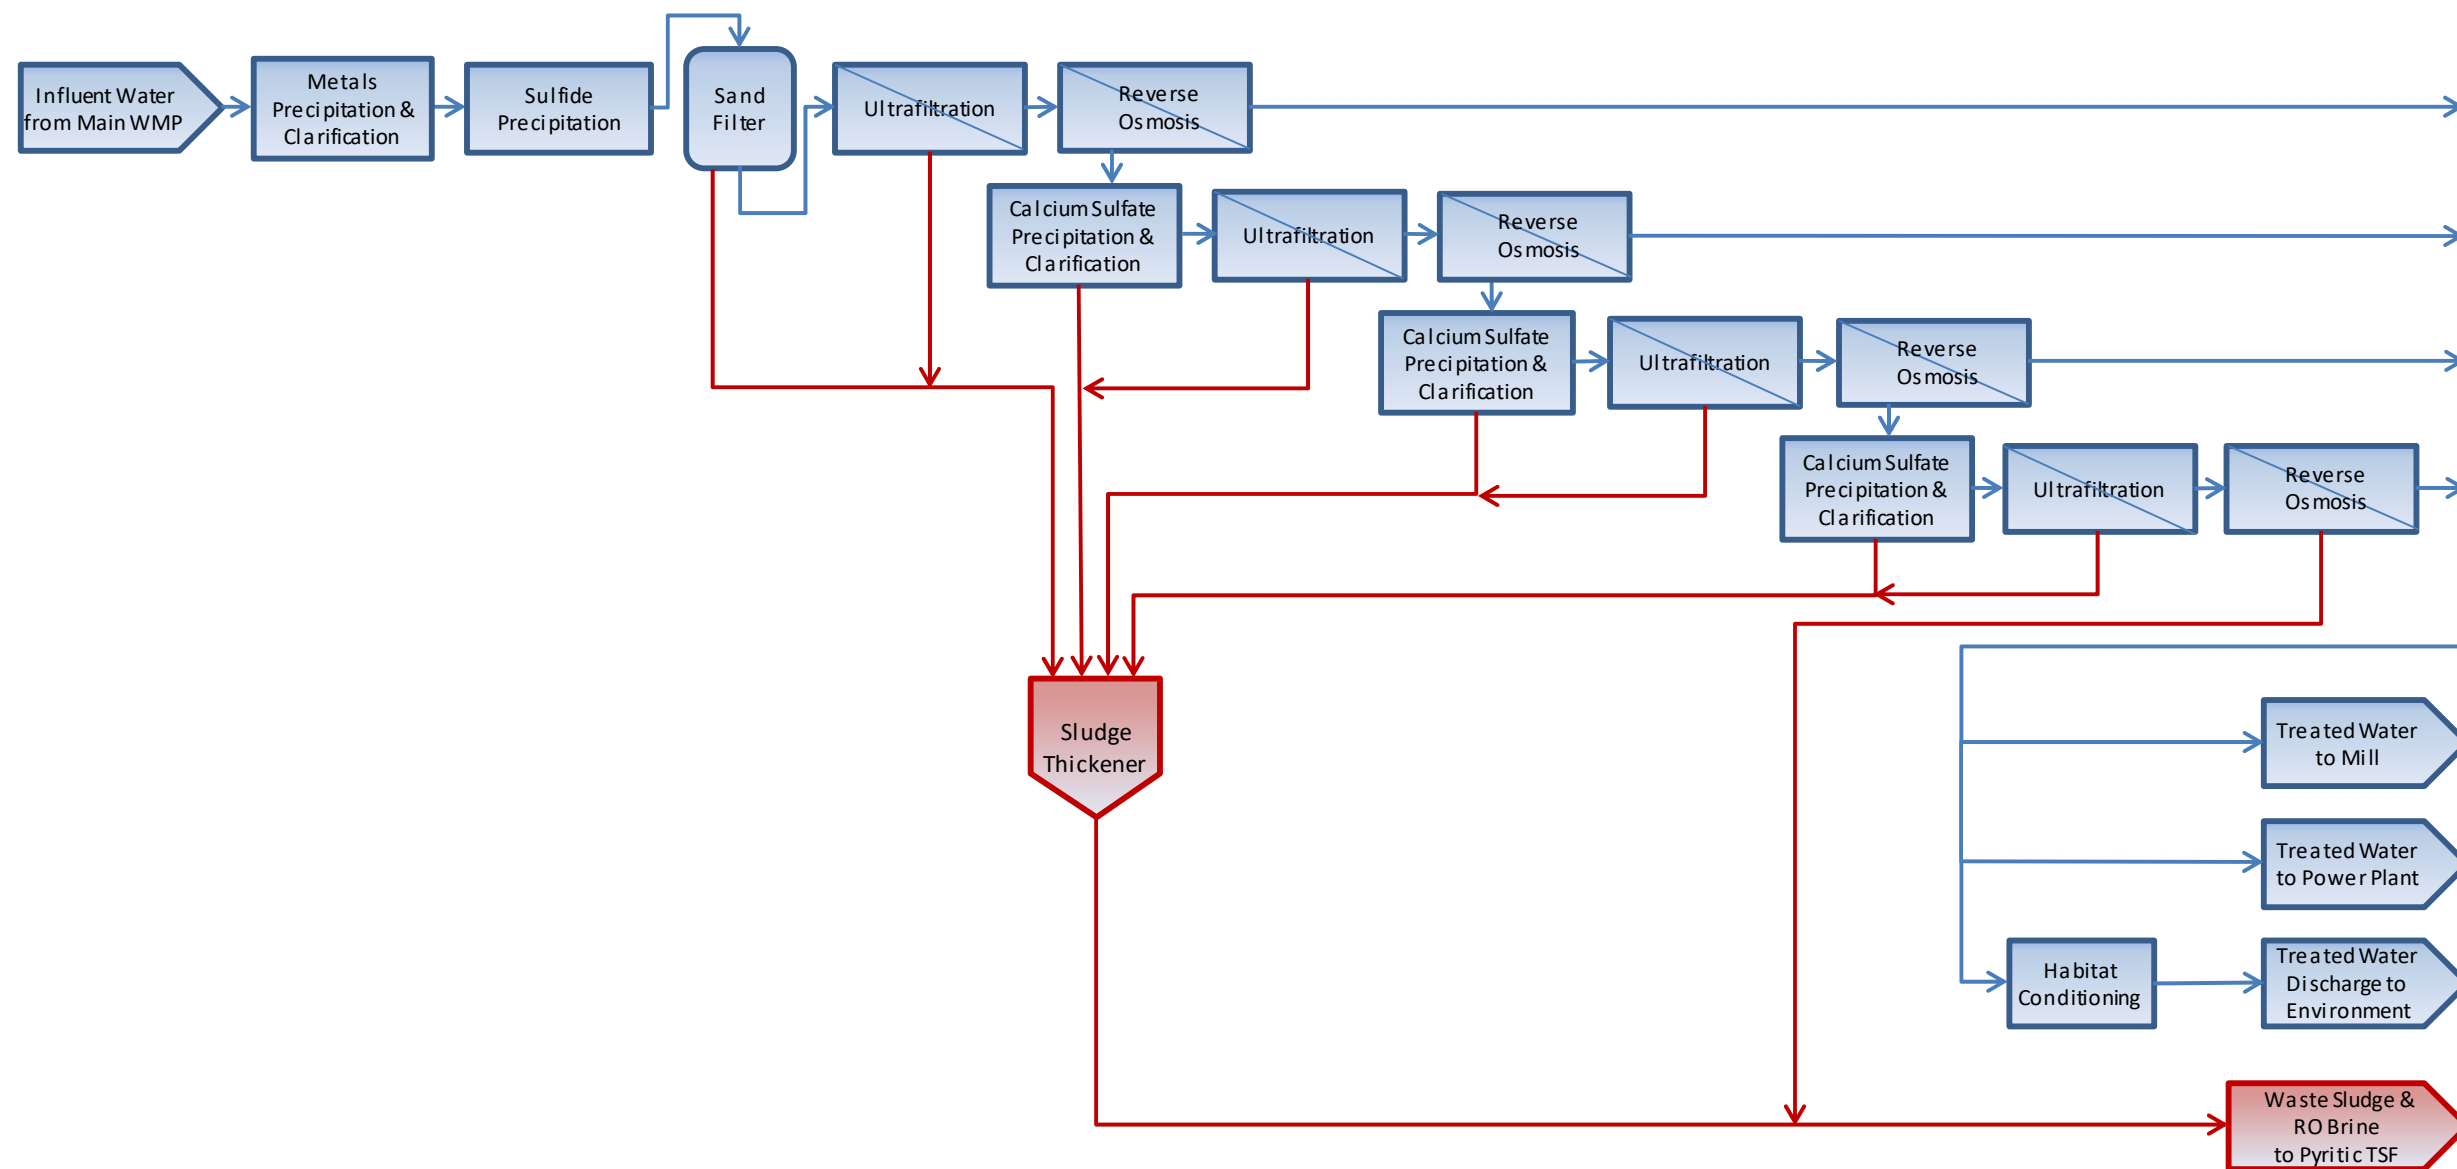 Influent Water
from Main WMP
Metals
Precipitation &
Clarification
Sulfide
Precipitation
Sand
Filter
Ultrafiltration
Reverse
Osmosis
Calcium Sulfate
Precipitation &
Clarification
Ultrafiltration
Reverse
Osmosis
Calcium Sulfate
Precipitation &
Clarification
Ultrafiltration
Reverse
Osmosis
Calcium Sulfate
Precipitation &
Clarification
Ultrafiltration
Reverse
Osmosis
Sludge
Thickener
Treated Water
to Mill
Treated Water
to Power Plant
Habitat
Conditioning
Treated Water
Discharge to
Environment
Waste Sludge &
RO Brine
to Pyritic TSF